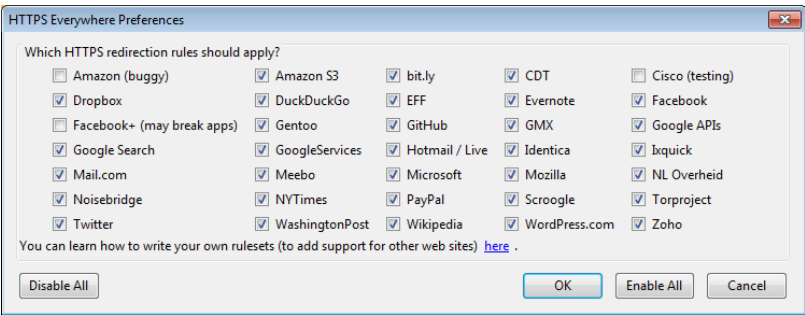 HTTPS Everywhere Preferences
Which HTTPS redirection rules should apply?
Amazon (buggy) Amazon S3 bit.ly CDT Cisco (testing)
Dropbox DuckDuckGo EFF Evernote Facebook
Facebook+ (may break apps) Gentoo GitHub GMX Google APIs
Google Search GoogleServices Hotmail / Live Identica Ixquick
Mail.com Meebo Microsoft Mozilla NL Overheid
Noisebridge NYTimes PayPal Scroogle Torproject
Twitter WashingtonPost Wikipedia WordPress.com Zoho
You can learn how to write your own rulesets (to add support for other web sites) here .
Disable All OK Enable All Cancel